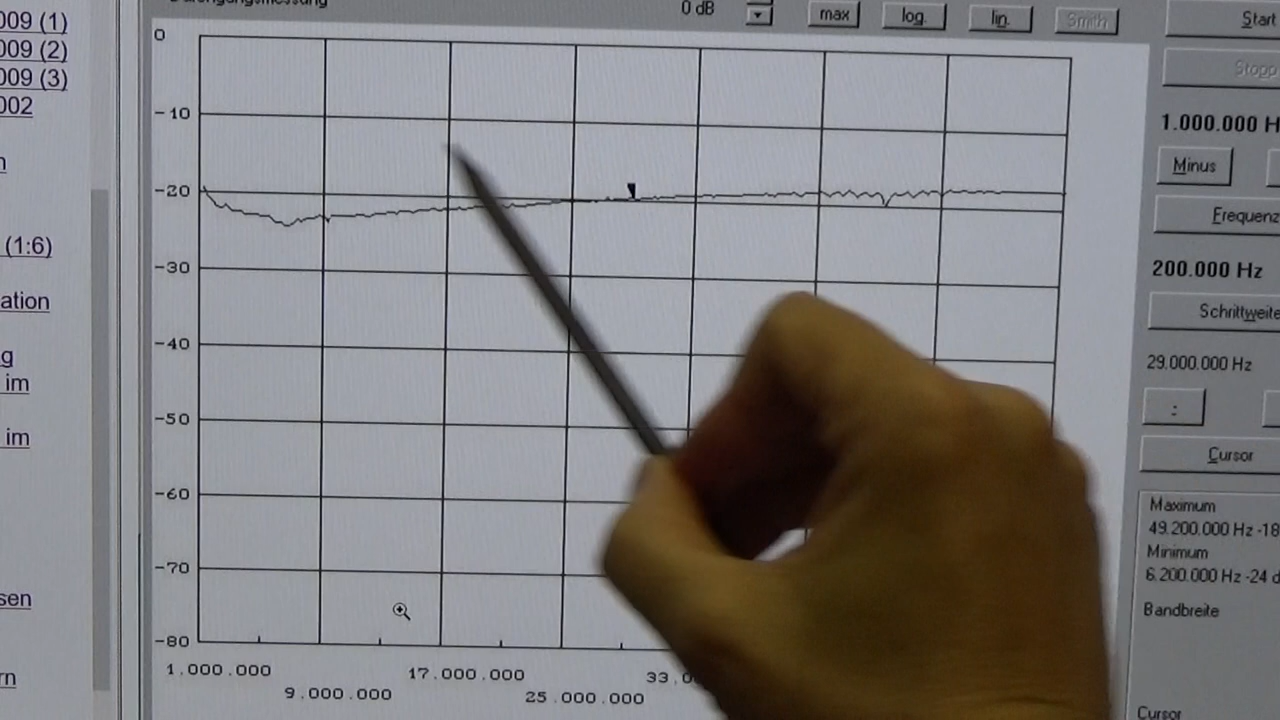 009 (1)
009 (2)
009 (3)
002
n
(1:6)
ation
g
im
im
sen
rn
Durchgangsmessung
0 dB
max
log.
lin.
Smith
0
-10
-20
-30
-40
-50
-60
-70
-80
1.000.000
9.000.000
17.000.000
25.000.000
33.0
Start
Stopp
1.000.000 H
Minus
Frequenz
200.000 Hz
Schrittweite
29.000.000 Hz
:
Cursor
Maximum
49.200.000 Hz -18
Minimum
6.200.000 Hz -24 d
Bandbreite
Cursor